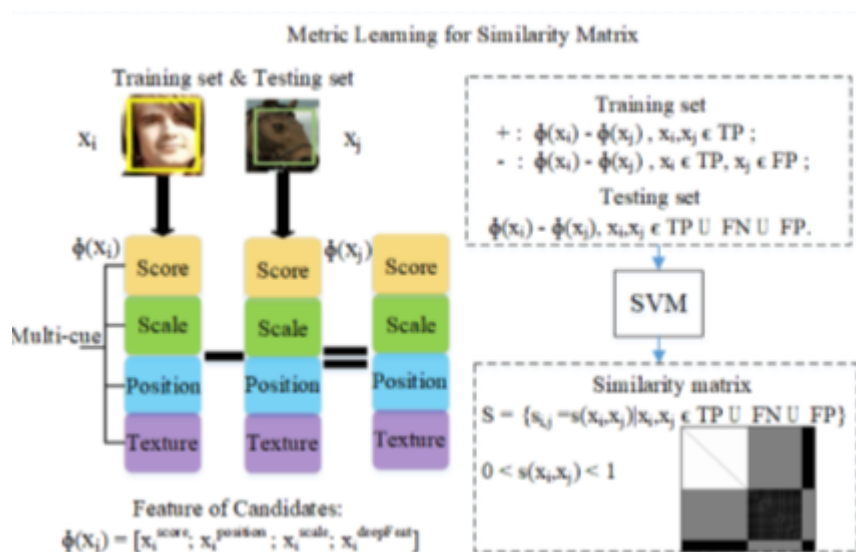 Metric Learning for Similarity Matrix
Training set & Testing set
xᵢ
xⱼ
ϕ(xᵢ)
ϕ(xⱼ)
Score
Score
Score
Scale
Scale
Scale
Multi-cue
Position
Position
Position
Texture
Texture
Texture
Feature of Candidates:
ϕ(xᵢ) = [xᵢˢᶜᵒʳᵉ; xᵢᵖᵒˢⁱᵗⁱᵒⁿ; xᵢˢᶜᵃˡᵉ; xᵢᵈᵉᵉᵖᶠᵉᵃᵗ]
Training set
+ : ϕ(xᵢ) - ϕ(xⱼ) , xᵢ,xⱼ ϵ TP ;
- : ϕ(xᵢ) - ϕ(xⱼ) , xᵢ ϵ TP, xⱼ ϵ FP ;
Testing set
ϕ(xᵢ) - ϕ(xⱼ), xᵢ,xⱼ ϵ TP U FN U FP.
SVM
Similarity matrix
S = {sᵢ,ⱼ =s(xᵢ,xⱼ)|xᵢ,xⱼ ϵ TP U FN U FP}
0 < s(xᵢ,xⱼ) < 1